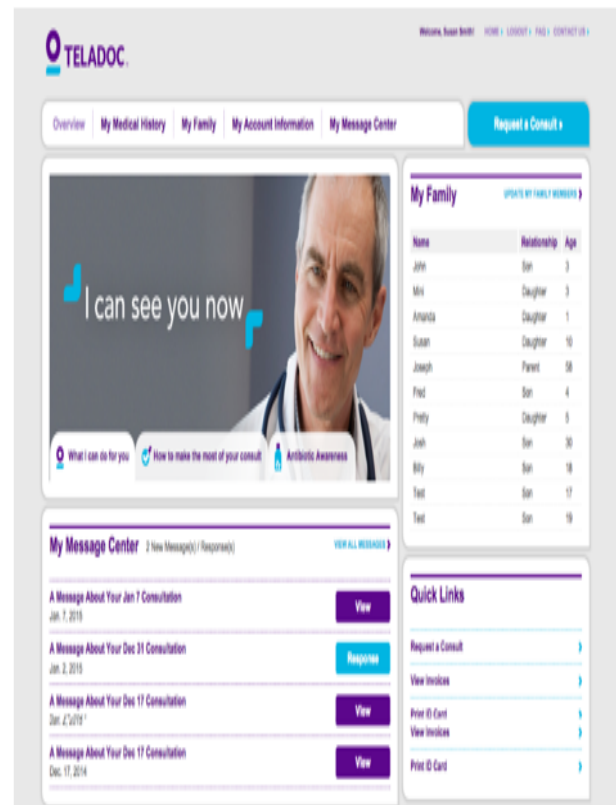 Welcome, Susan Smith! HOME › LOGOUT › FAQ › CONTACT US ›
TELADOC.
Overview My Medical History My Family My Account Information My Message Center
Request a Consult ›
I can see you now
What I can do for you
How to make the most of your consult
Antibiotic Awareness
My Family UPDATE MY FAMILY MEMBERS ›
Name Relationship Age
John Son 3
Mini Daughter 3
Amanda Daughter 1
Susan Daughter 10
Joseph Parent 58
Fred Son 4
Pretty Daughter 5
Josh Son 30
Billy Son 18
Test Son 17
Test Son 19
My Message Center 2 New Message(s) / Response(s) VIEW ALL MESSAGES ›
A Message About Your Jan 7 Consultation
Jan. 7, 2015
View
A Message About Your Dec 31 Consultation
Jan. 2, 2015
Response
A Message About Your Dec 17 Consultation
View
A Message About Your Dec 17 Consultation
Dec. 17, 2014
View
Quick Links
Request a Consult ›
View Invoices ›
Print ID Card ›
View Invoices ›
Print ID Card ›